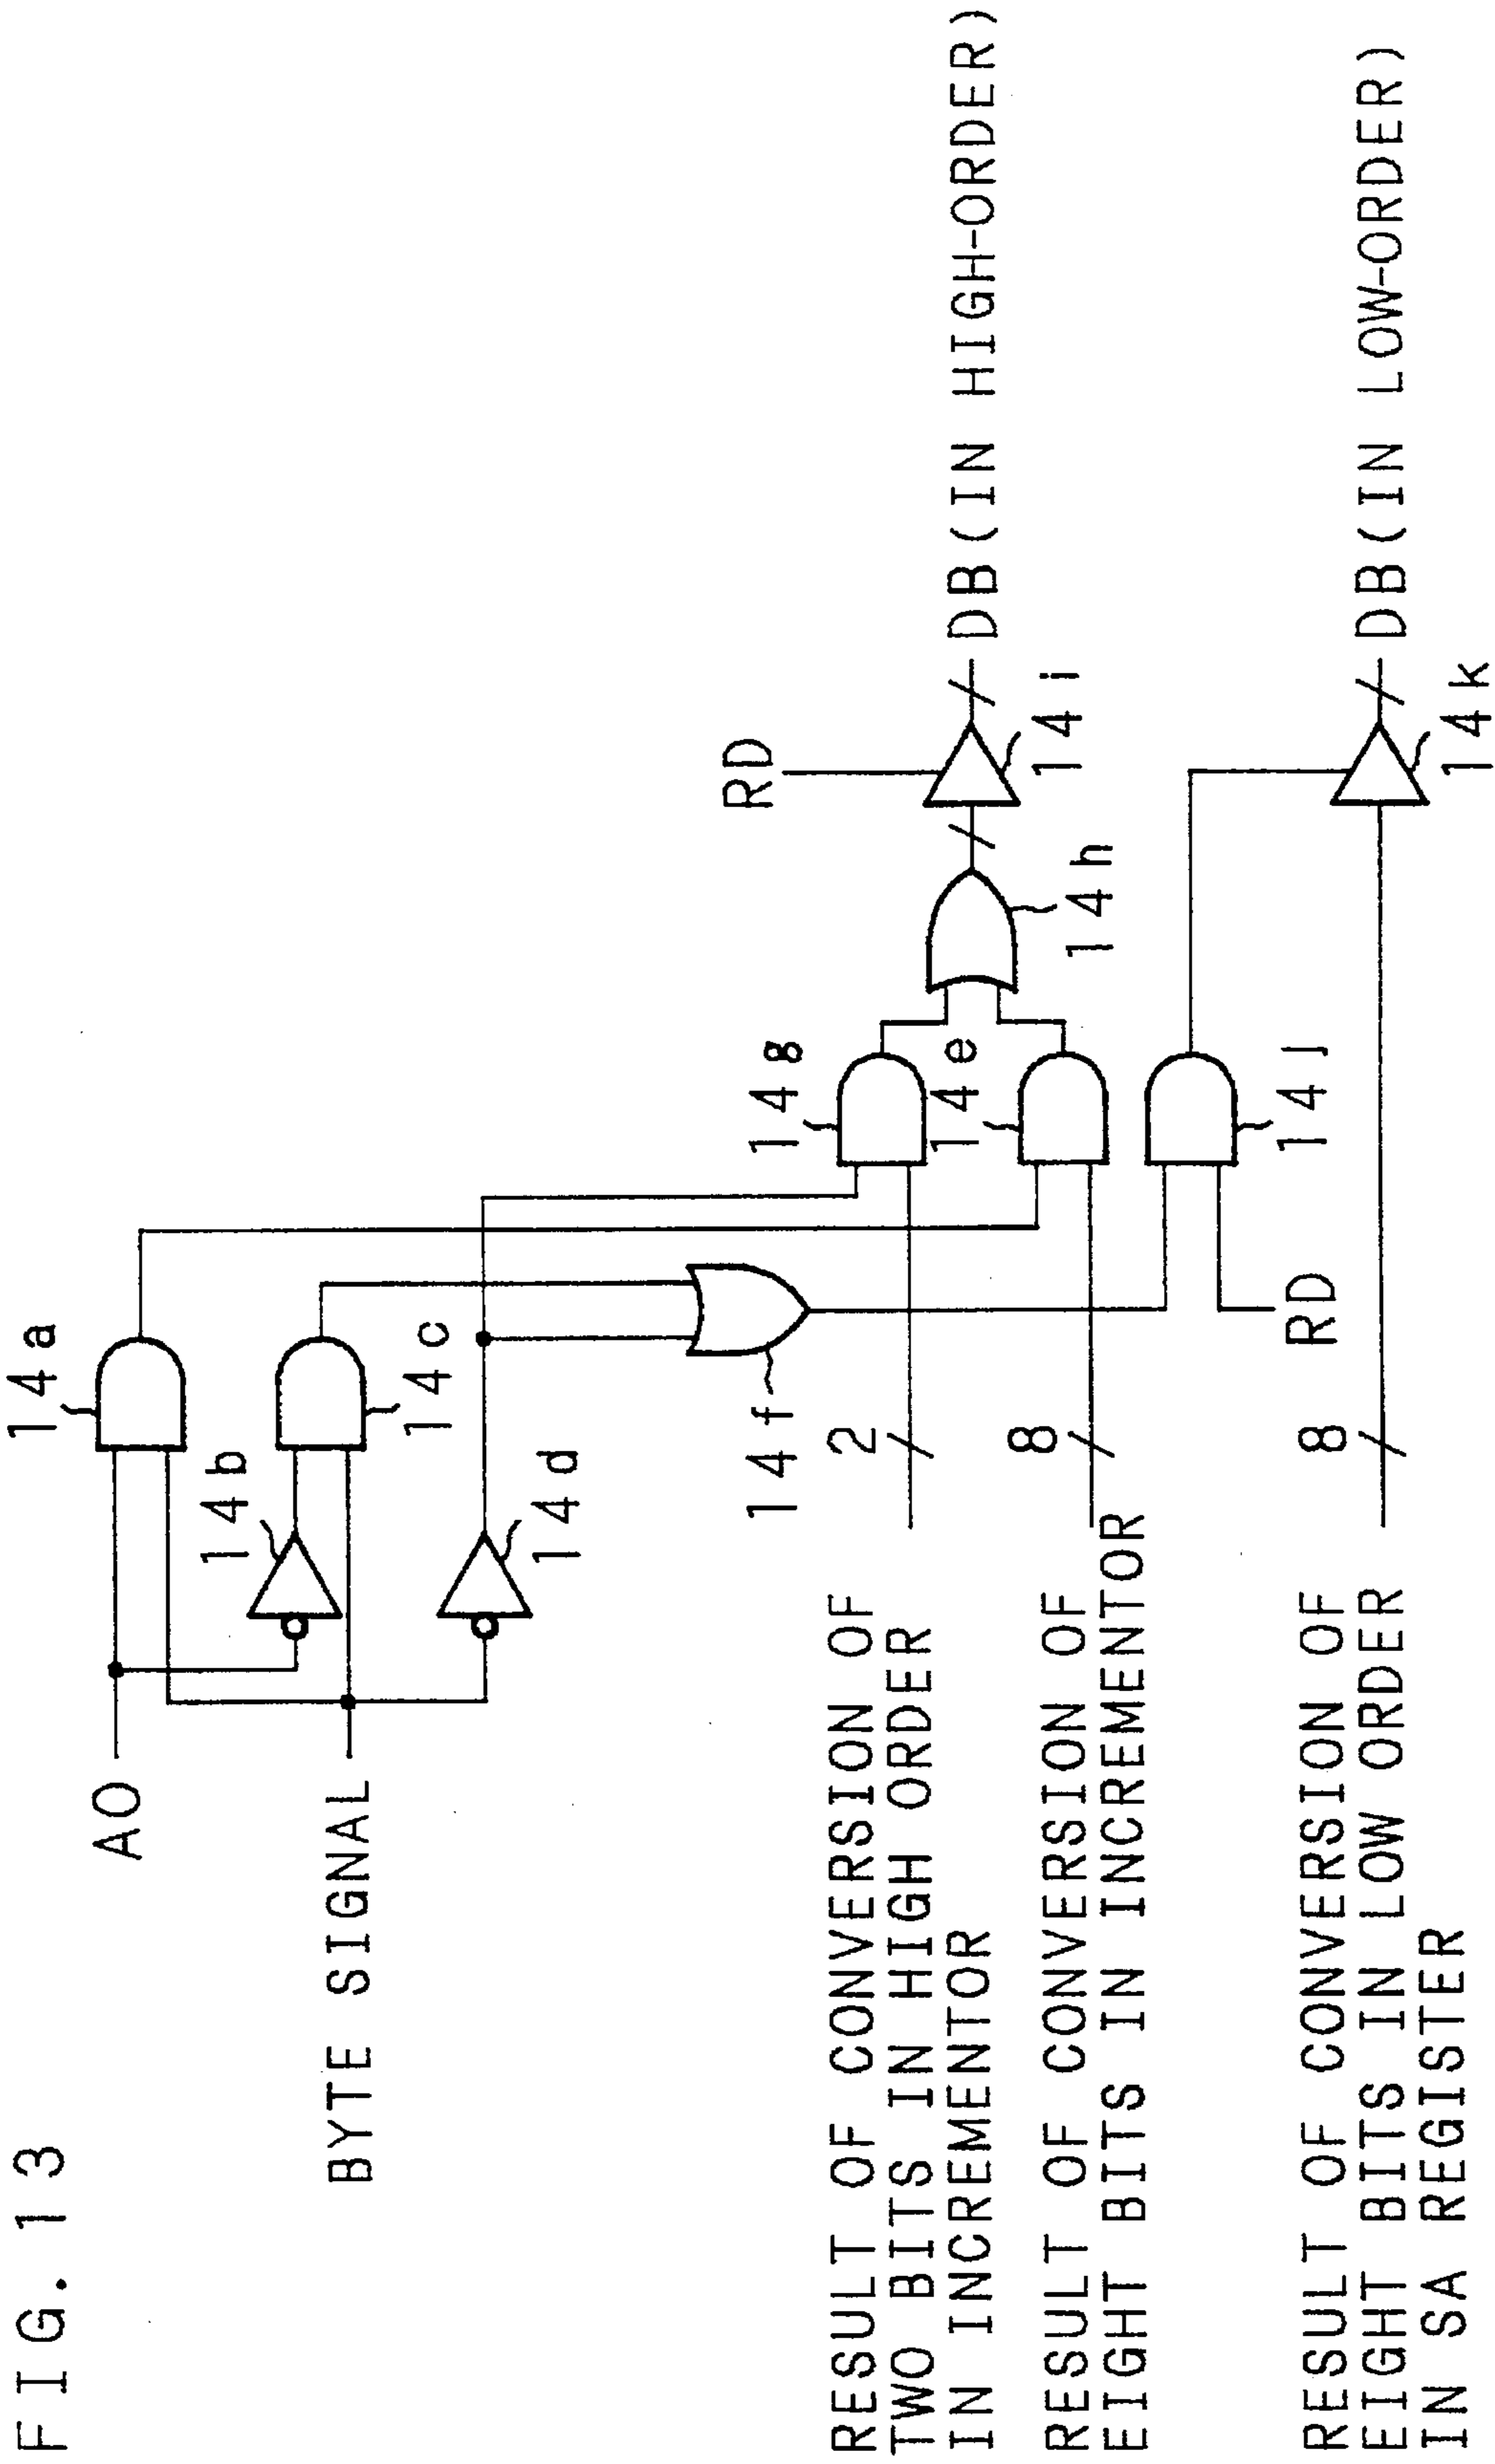 FIG.13
A0
BYTE SIGNAL
14a
14b
14c
14d
14f
RESULT OF CONVERSION OF
TWO BITS IN HIGH ORDER
IN INCREMENTOR
2
RESULT OF CONVERSION OF
EIGHT BITS IN INCREMENTOR
8
RESULT OF CONVERSION OF
EIGHT BITS IN LOW ORDER
IN SA REGISTER
8
RD
14g
14e
14j
14h
RD
14i
14k
DB(IN HIGH-ORDER)
DB(IN LOW-ORDER)